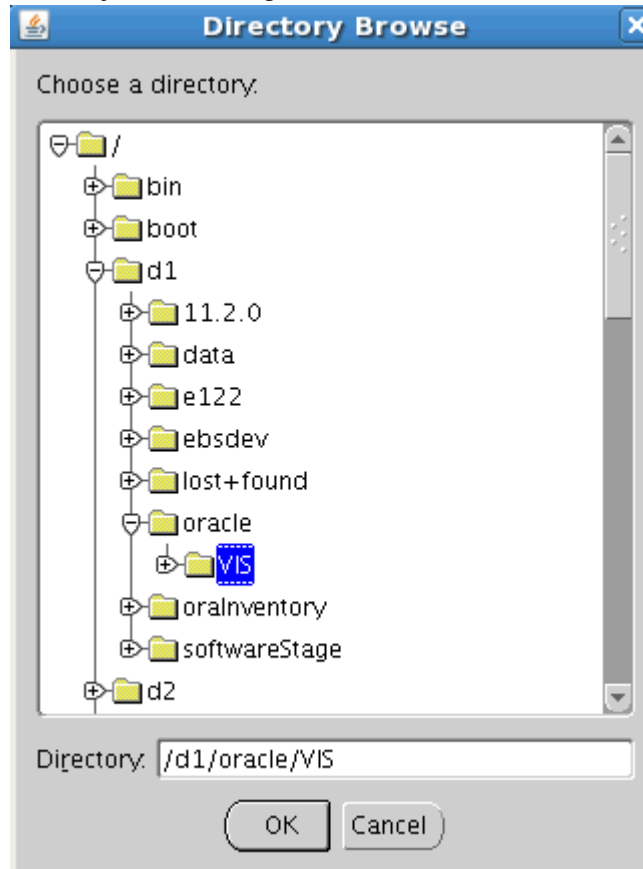 Directory Browse
Choose a directory:
/
bin
boot
d1
11.2.0
data
e122
ebsdev
lost+found
oracle
VIS
oraInventory
softwareStage
d2
Directory: /d1/oracle/VIS
OK Cancel